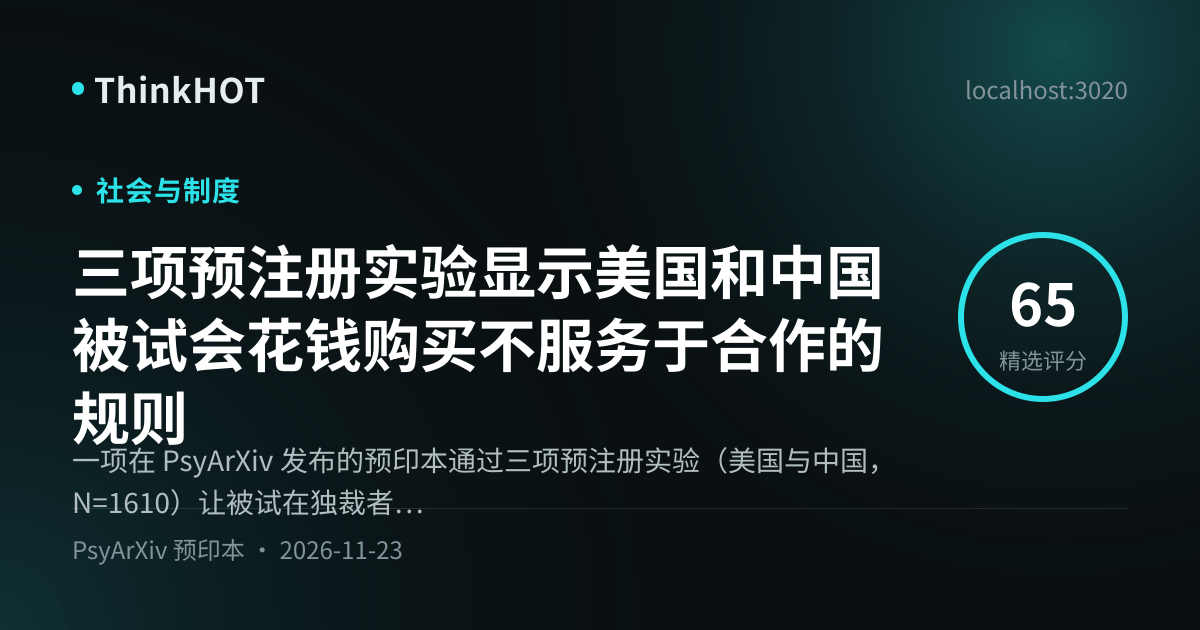 ThinkHOT
localhost:3020
社会与制度
三项预注册实验显示美国和中国
被试会花钱购买不服务于合作的
规则
65
精选评分
一项在 PsyArXiv 发布的预印本通过三项预注册实验（美国与中国，
N=1610）让被试在独裁者…
PsyArXiv 预印本 · 2026-11-23